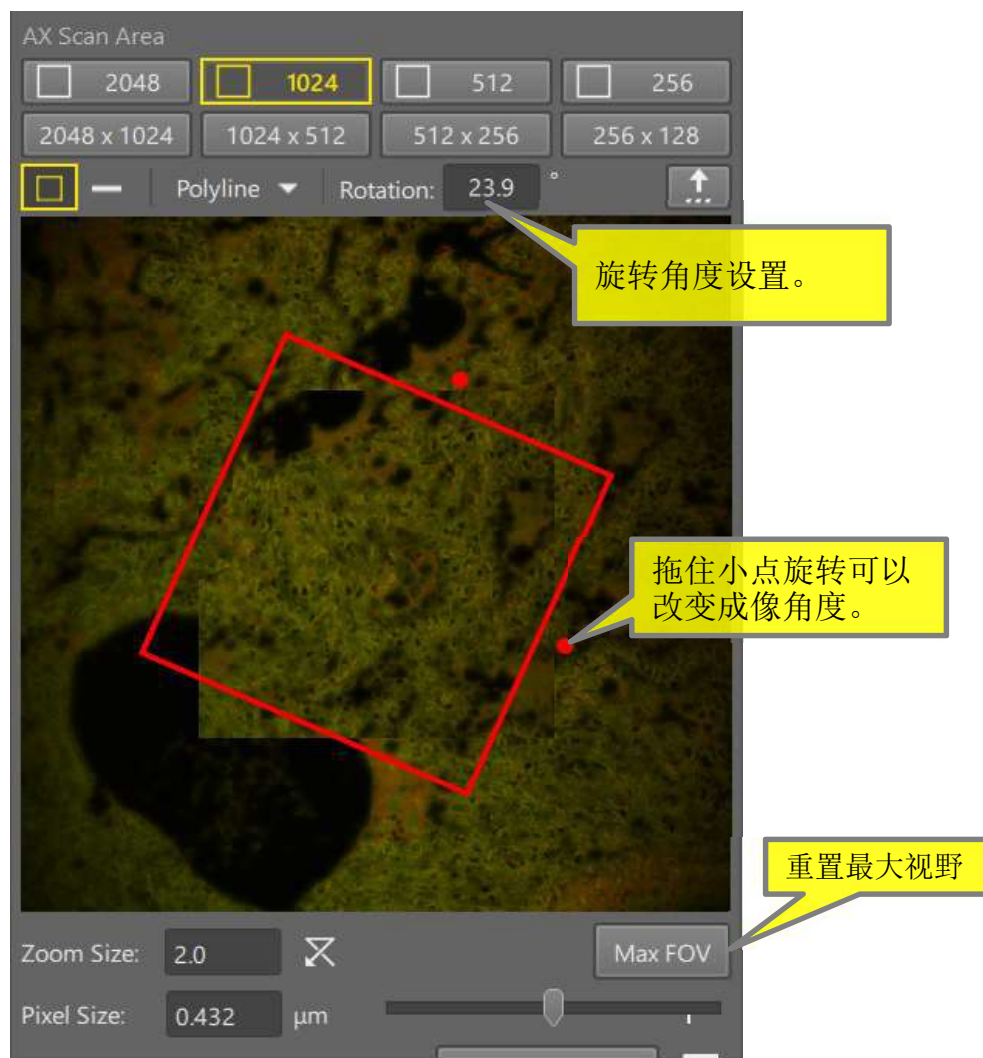 AX Scan Area
2048 1024 512 256
2048 x 1024 1024 x 512 512 x 256 256 x 128
Polyline Rotation: 23.9 °
旋转角度设置。
拖住小点旋转可以
改变成像角度。
重置最大视野
Zoom Size: 2.0 Max FOV
Pixel Size: 0.432 μm